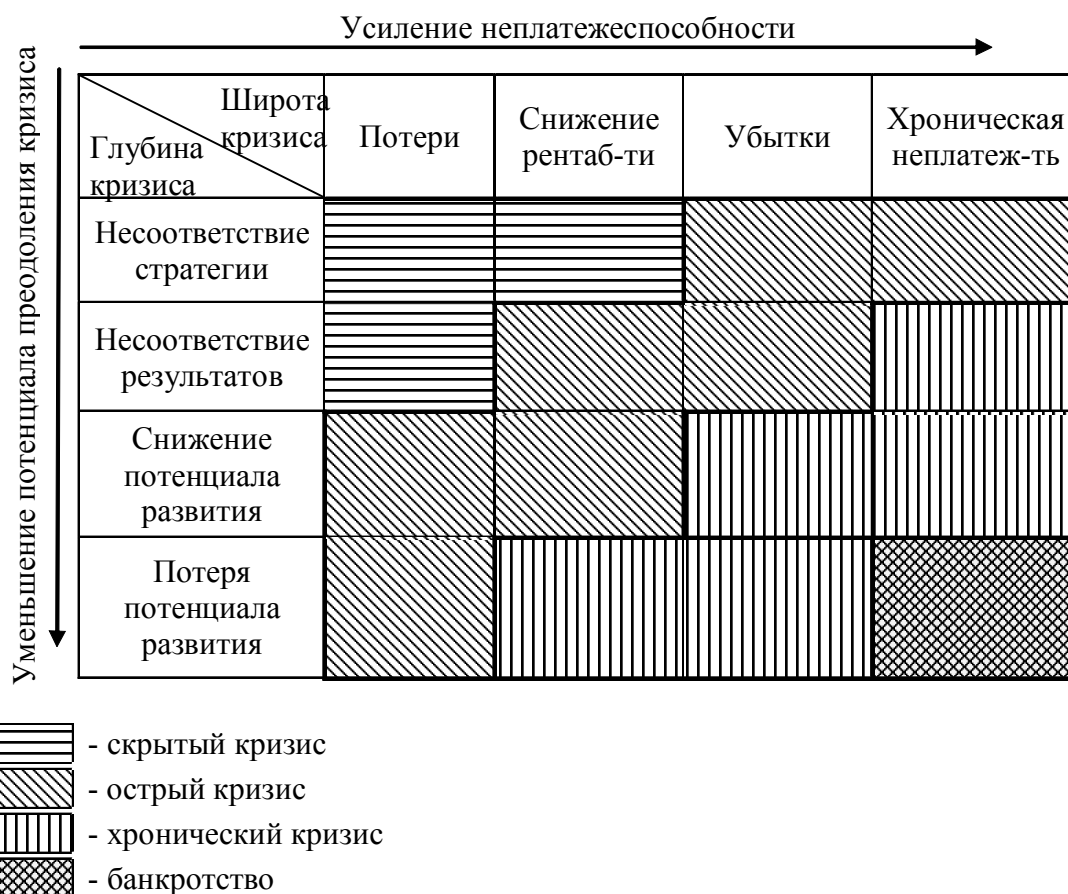 Усиление неплатежеспособности
Уменьшение потенциала преодоления кризиса
Широта
кризиса
Глубина
кризиса
Потери
Снижение
рентаб-ти
Убытки
Хроническая
неплатеж-ть
Несоответствие
стратегии
Несоответствие
результатов
Снижение
потенциала
развития
Потеря
потенциала
развития
- скрытый кризис
- острый кризис
- хронический кризис
- банкротство